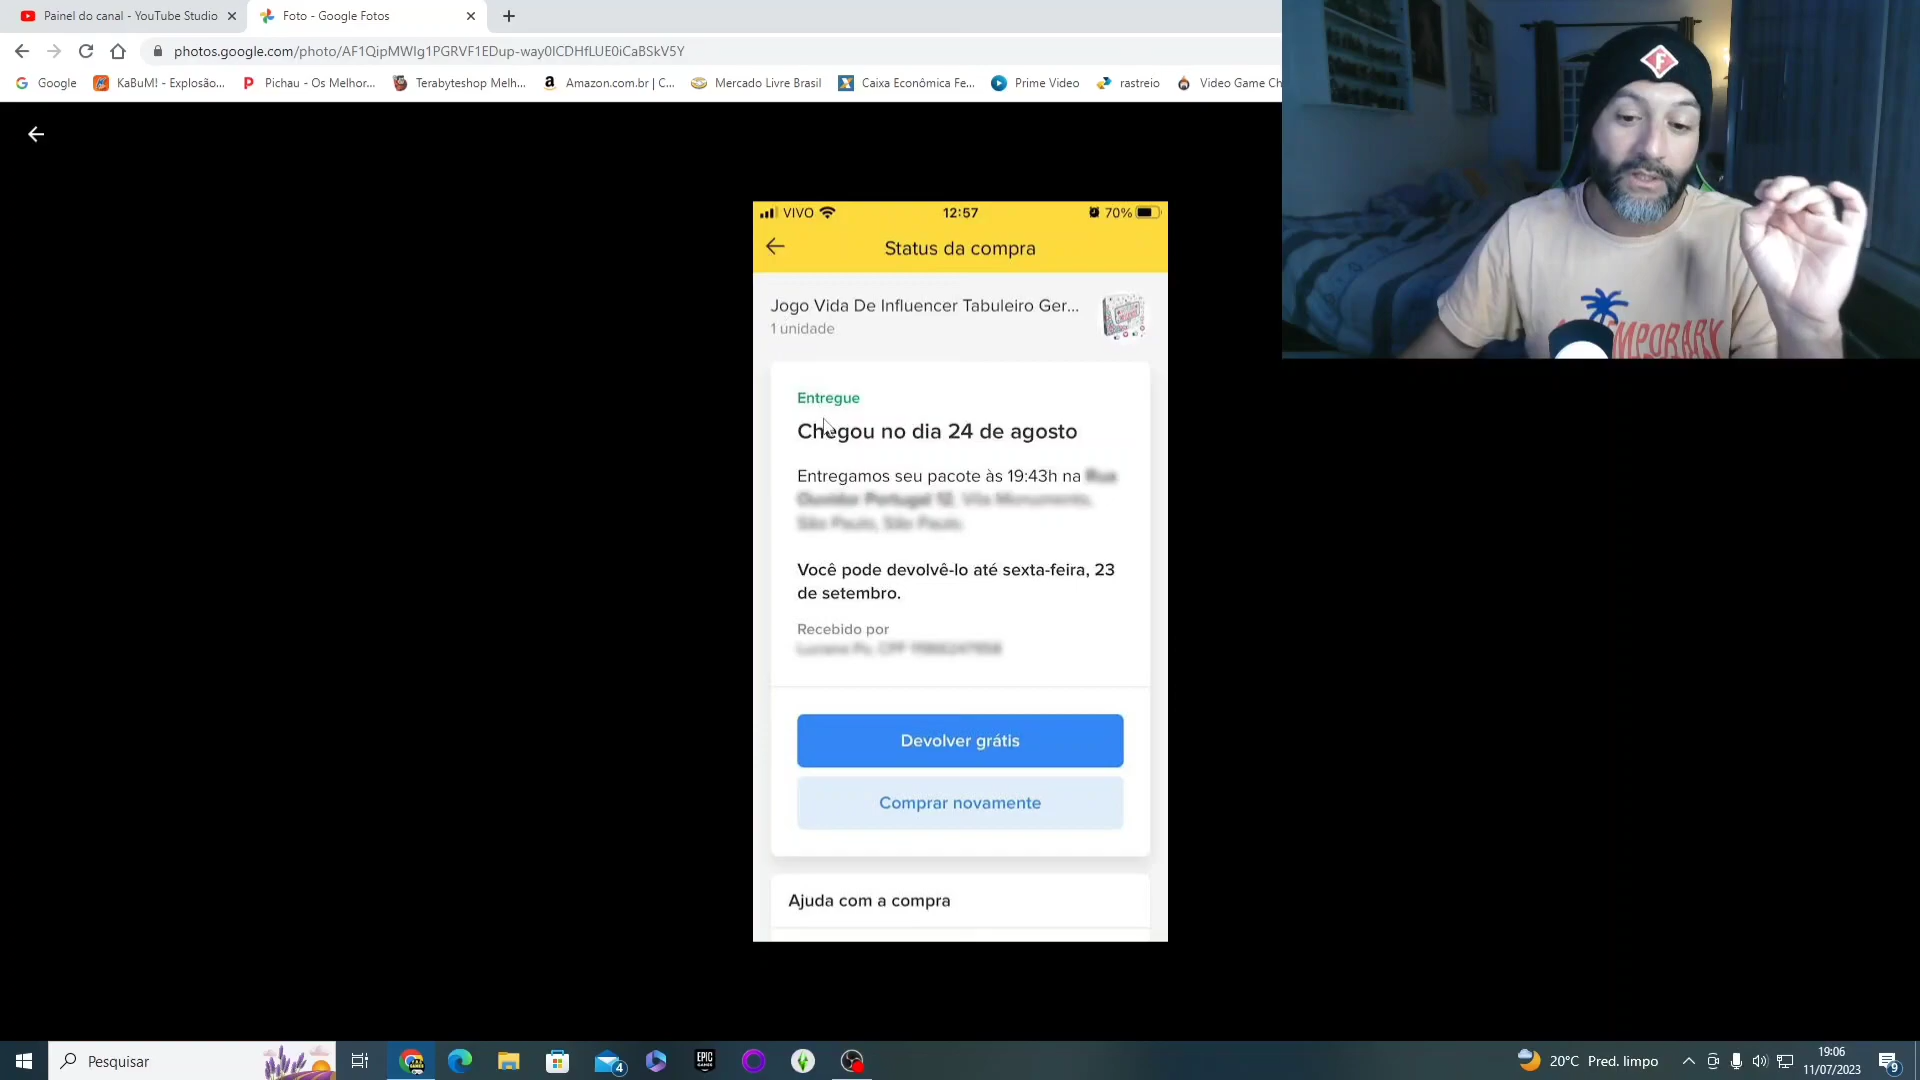 Painel do canal - YouTube Studio
Foto - Google Fotos
photos.google.com/photo/AF1QipMWIg1PGRVF1EDup-way0ICDHfLUE0iCaBSkV5Y
Google
KaBuM! - Explosão...
Pichau - Os Melhor...
Terabyteshop Melh...
Amazon.com.br | C...
Mercado Livre Brasil
Caixa Econômica Fe...
Prime Video
rastreio
Video Game Ch
VIVO
12:57
70%
Status da compra
Jogo Vida De Influencer Tabuleiro Ger...
1 unidade
Entregue
Chegou no dia 24 de agosto
Entregamos seu pacote às 19:43h na
Você pode devolvê-lo até sexta-feira, 23
de setembro.
Recebido por
Devolver grátis
Comprar novamente
Ajuda com a compra
Pesquisar
EPIC
GAMES
4
20°C Pred. limpo
19:06
11/07/2023
9